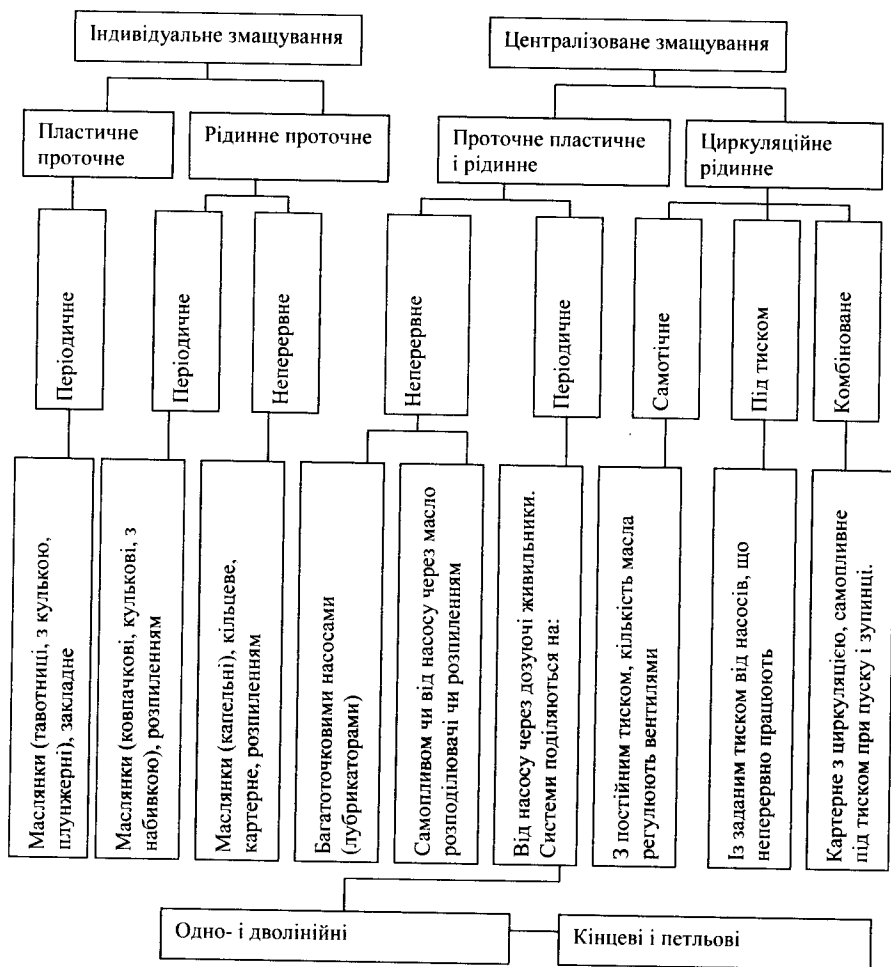 Індивідуальне змащування
Централізоване змащування
Пластичне
проточне
Рідинне проточне
Проточне пластичне
і рідинне
Циркуляційне
рідинне
Періодичне
Періодичне
Неперервне
Неперервне
Періодичне
Самотічне
Під тиском
Комбіноване
Маслянки (тавотниці, з кулькою,
плунжерні), закладне
Маслянки (ковпачкові, кулькові, з
набивкою), розпиленням
Маслянки (капельні), кільцеве,
картерне, розпиленням
Багатоточковими насосами
(лубрикаторами)
Самопливом чи від насосу через масло
розподілювачі чи розпиленням
Від насосу через дозуючі живильники.
Системи поділяються на:
З постійним тиском, кількість масла
регулюють вентилями
Із заданим тиском від насосів, що
неперервно працюють
Картерне з циркуляцією, самопливне
під тиском при пуску і зупинці.
Одно- і дволінійні
Кінцеві і петльові